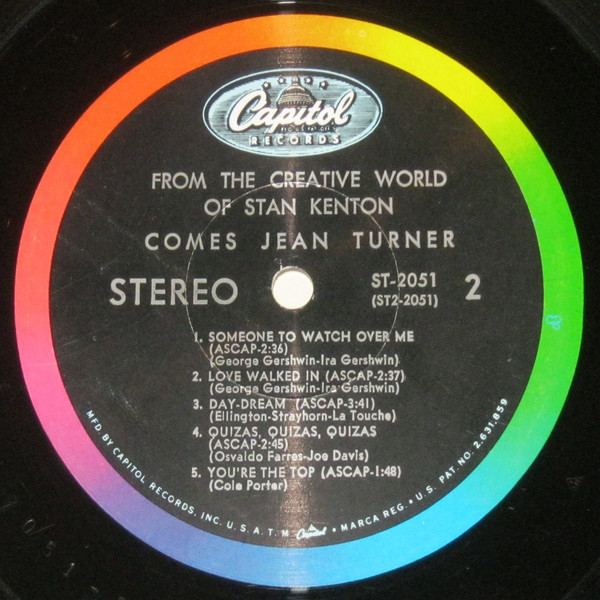 Capitol
RECORDS
FROM THE CREATIVE WORLD
OF STAN KENTON
COMES JEAN TURNER
STEREO
ST-2051
(ST2-2051)
2
1. SOMEONE TO WATCH OVER ME
(ASCAP-2:36)
(George Gershwin-Ira Gershwin)
2. LOVE WALKED IN (ASCAP-2:37)
(George Gershwin-Ira Gershwin)
3. DAY-DREAM (ASCAP-3:41)
(Ellington-Strayhorn-La Touche)
4. QUIZAS, QUIZAS, QUIZAS
(ASCAP-2:45)
(Osvaldo Farres-Joe Davis)
5. YOU'RE THE TOP (ASCAP-1:48)
(Cole Porter)
MFD BY CAPITOL RECORDS, INC. U.S.A. T.M. Capitol • MARCA REG. • U.S. PAT. NO. 2,631,859